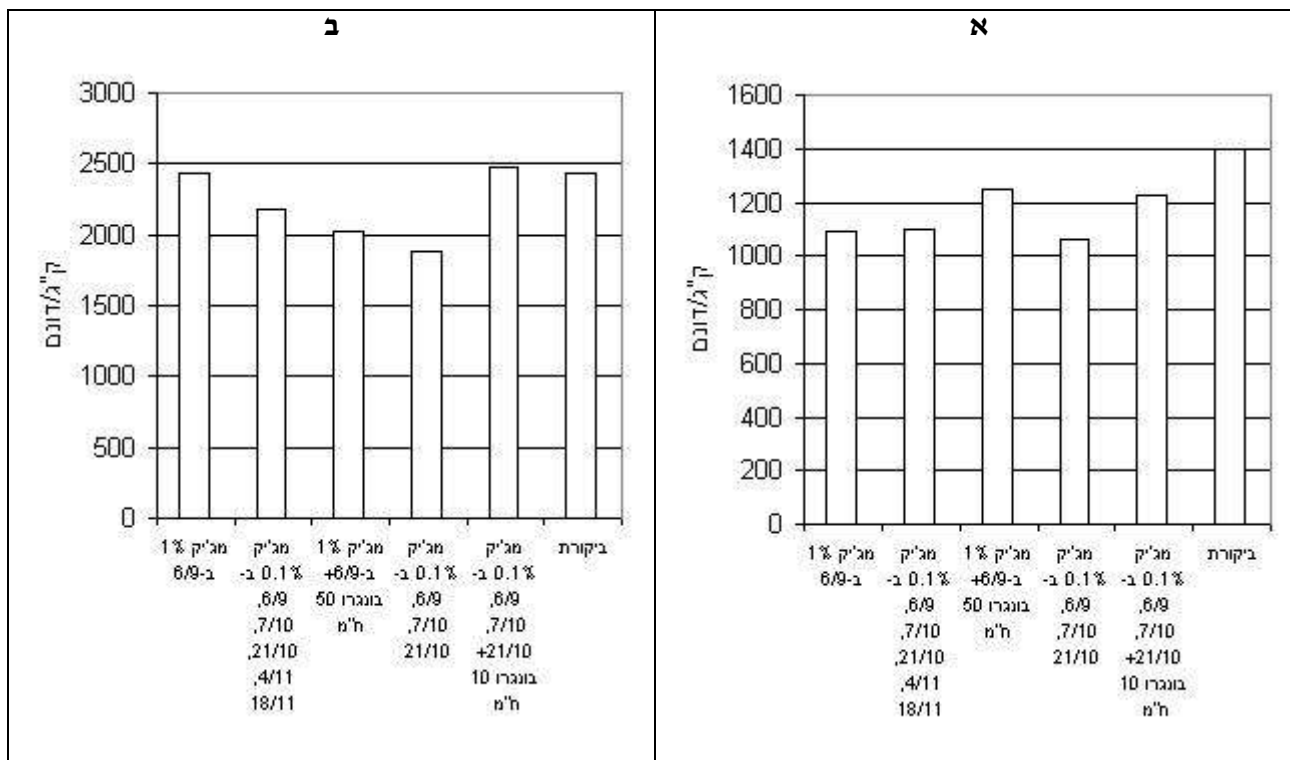 א
1600
1400
1200
1000
800
600
400
200
0
ק"ג/דונם
ביקורת
מג'יק
0.1% ב-
6/9,
7/10,
21/10+
בונגרו 10
ח"מ
מג'יק
0.1% ב-
6/9,
7/10,
21/10
מג'יק 1%
ב-6/9+
בונגרו 50
ח"מ
מג'יק
0.1% ב-
6/9,
7/10,
21/10,
4/11,
18/11
מג'יק 1%
ב-6/9
ב
3000
2500
2000
1500
1000
500
0
ק"ג/דונם
ביקורת
מג'יק
0.1% ב-
6/9,
7/10,
21/10+
בונגרו 10
ח"מ
מג'יק
0.1% ב-
6/9,
7/10,
21/10
מג'יק 1%
ב-6/9+
בונגרו 50
ח"מ
מג'יק
0.1% ב-
6/9,
7/10,
21/10,
4/11,
18/11
מג'יק 1%
ב-6/9